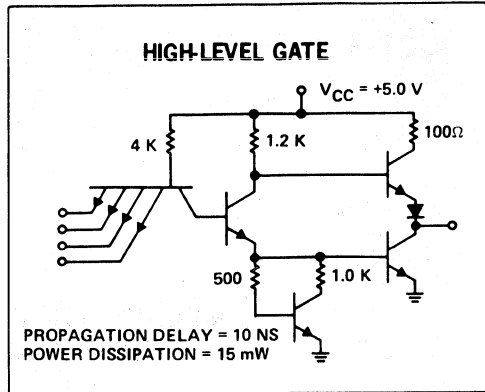 HIGH-LEVEL GATE
VCC = +5.0 V
4 K
1.2 K
100Ω
500
1.0 K
PROPAGATION DELAY = 10 NS
POWER DISSIPATION = 15 mW